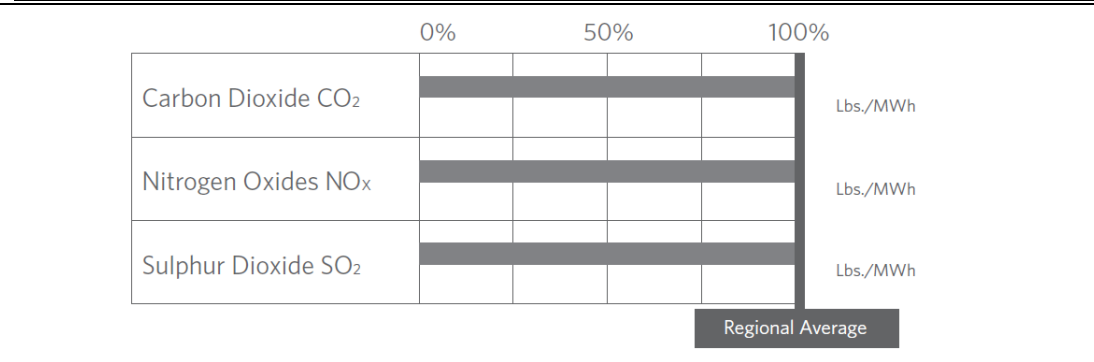 0% 50% 100%
Carbon Dioxide CO₂
Lbs./MWh
Nitrogen Oxides NOx
Lbs./MWh
Sulphur Dioxide SO₂
Lbs./MWh
Regional Average